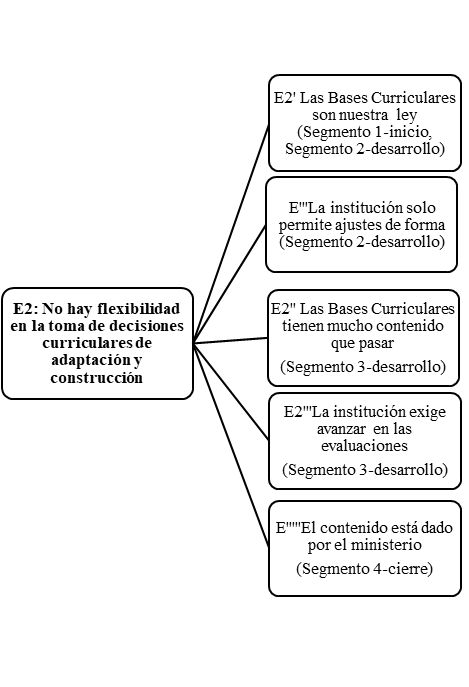 E2: No hay flexibilidad
en la toma de decisiones
curriculares de
adaptación y
construcción
E2' Las Bases Curriculares
son nuestra ley
(Segmento 1-inicio,
Segmento 2-desarrollo)
E'''La institución solo
permite ajustes de forma
(Segmento 2-desarrollo)
E2'' Las Bases Curriculares
tienen mucho contenido
que pasar
(Segmento 3-desarrollo)
E2'''La institución exige
avanzar en las
evaluaciones
(Segmento 3-desarrollo)
E'''''El contenido está dado
por el ministerio
(Segmento 4-cierre)